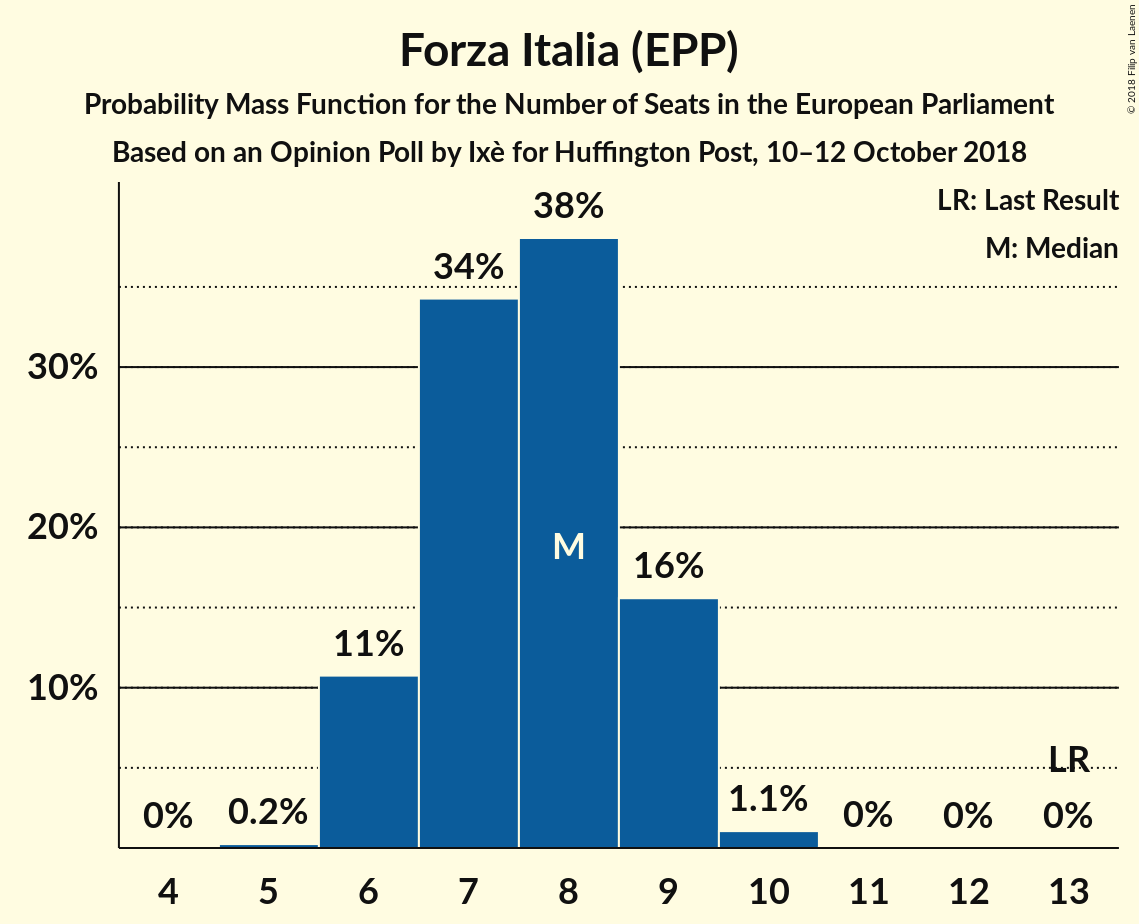 Forza Italia (EPP)
Probability Mass Function for the Number of Seats in the European Parliament
Based on an Opinion Poll by Ixè for Huffington Post, 10–12 October 2018
© 2018 Filip van Laenen
LR: Last Result
M: Median
38%
34%
30%
20%
M
16%
11%
10%
LR
0%
0.2%
1.1%
0%
0%
0%
4 5 6 7 8 9 10 11 12 13